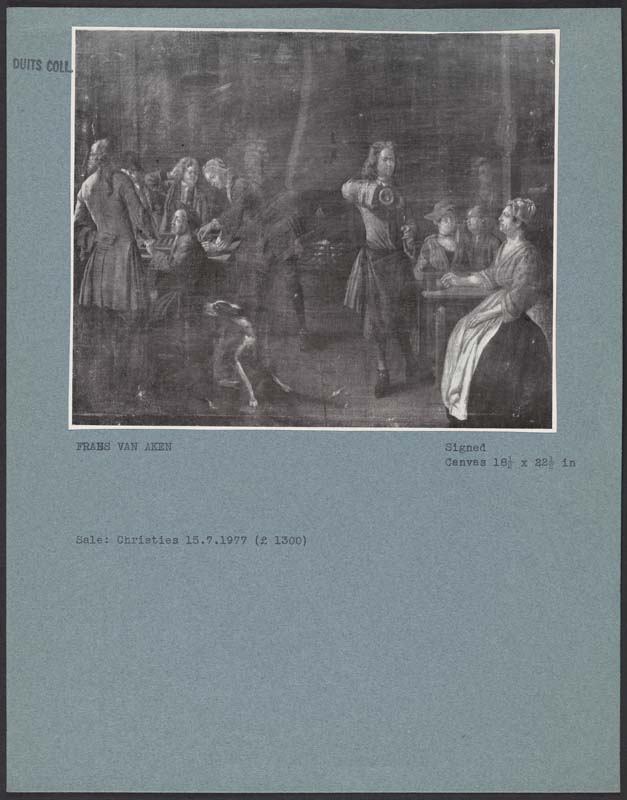 DUITS COLL.
FRANS VAN AKEN
Signed
Canvas 18½ x 22½ in
Sale: Christies 15.7.1977 (£ 1300)